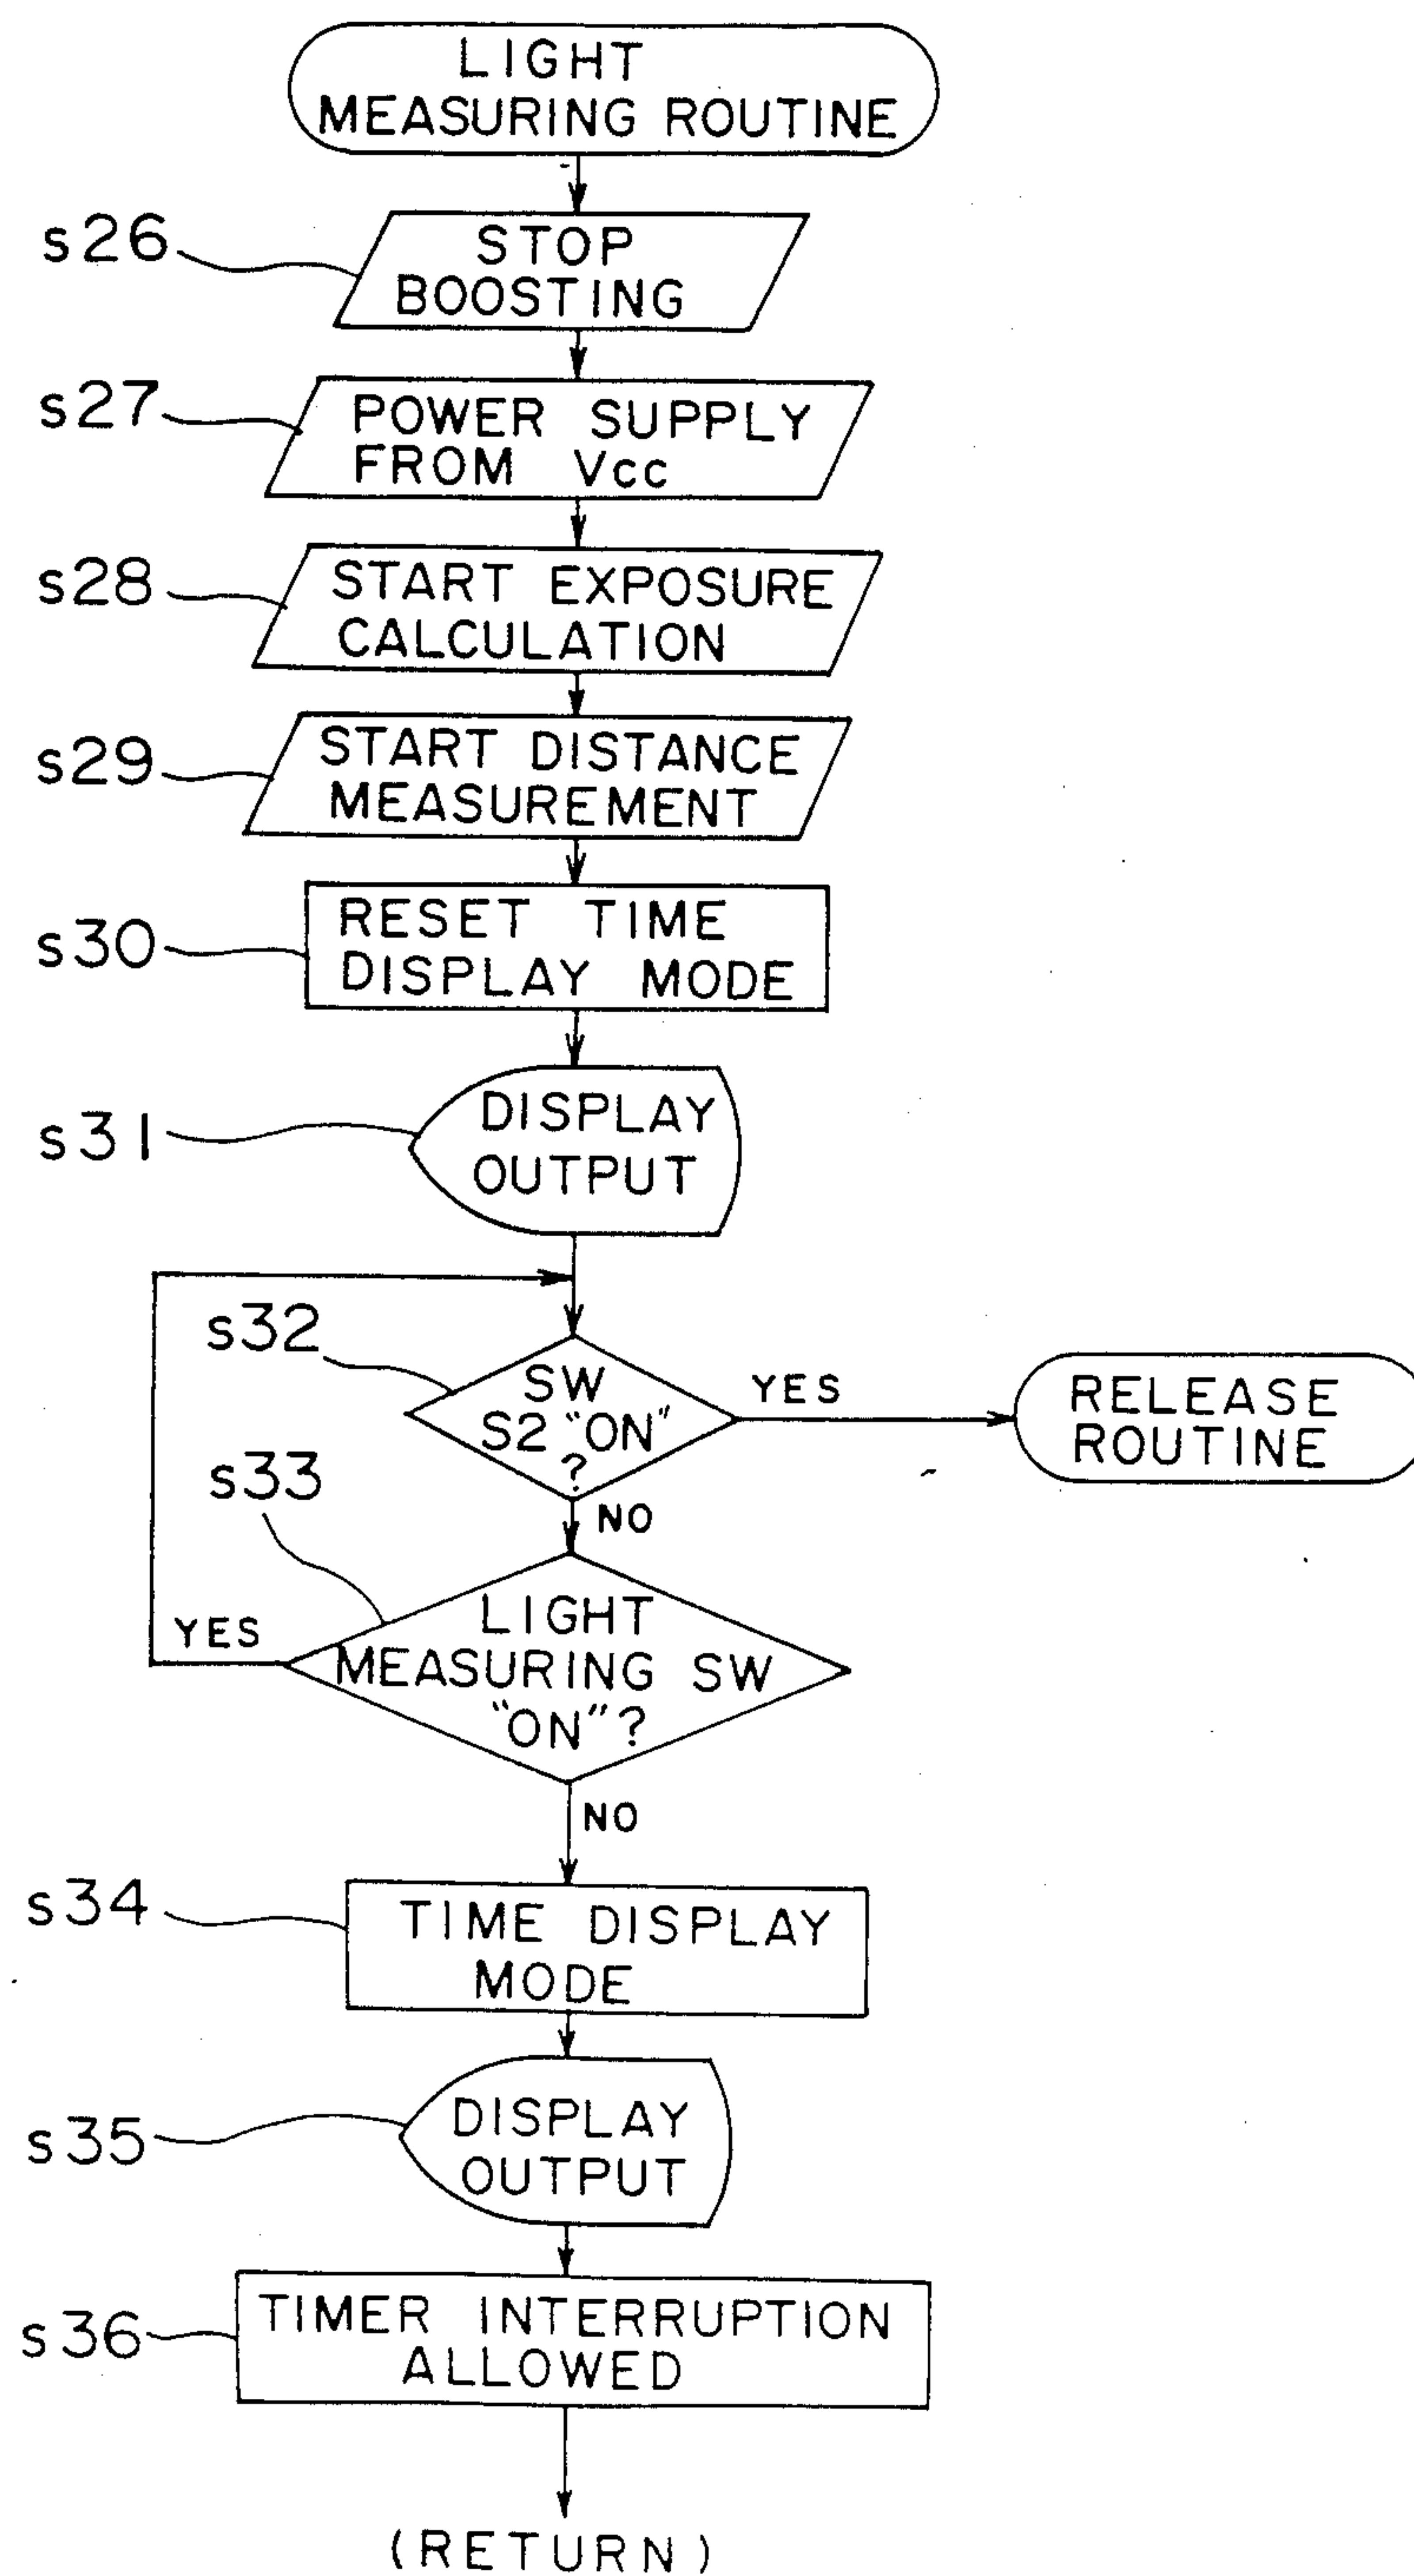 LIGHT
MEASURING ROUTINE
s26
STOP
BOOSTING
s27
POWER SUPPLY
FROM Vcc
s28
START EXPOSURE
CALCULATION
s29
START DISTANCE
MEASUREMENT
s30
RESET TIME
DISPLAY MODE
s31
DISPLAY
OUTPUT
s32
SW
S2 "ON"
?
YES
RELEASE
ROUTINE
NO
s33
LIGHT
MEASURING SW
"ON"?
YES
NO
s34
TIME DISPLAY
MODE
s35
DISPLAY
OUTPUT
s36
TIMER INTERRUPTION
ALLOWED
(RETURN)